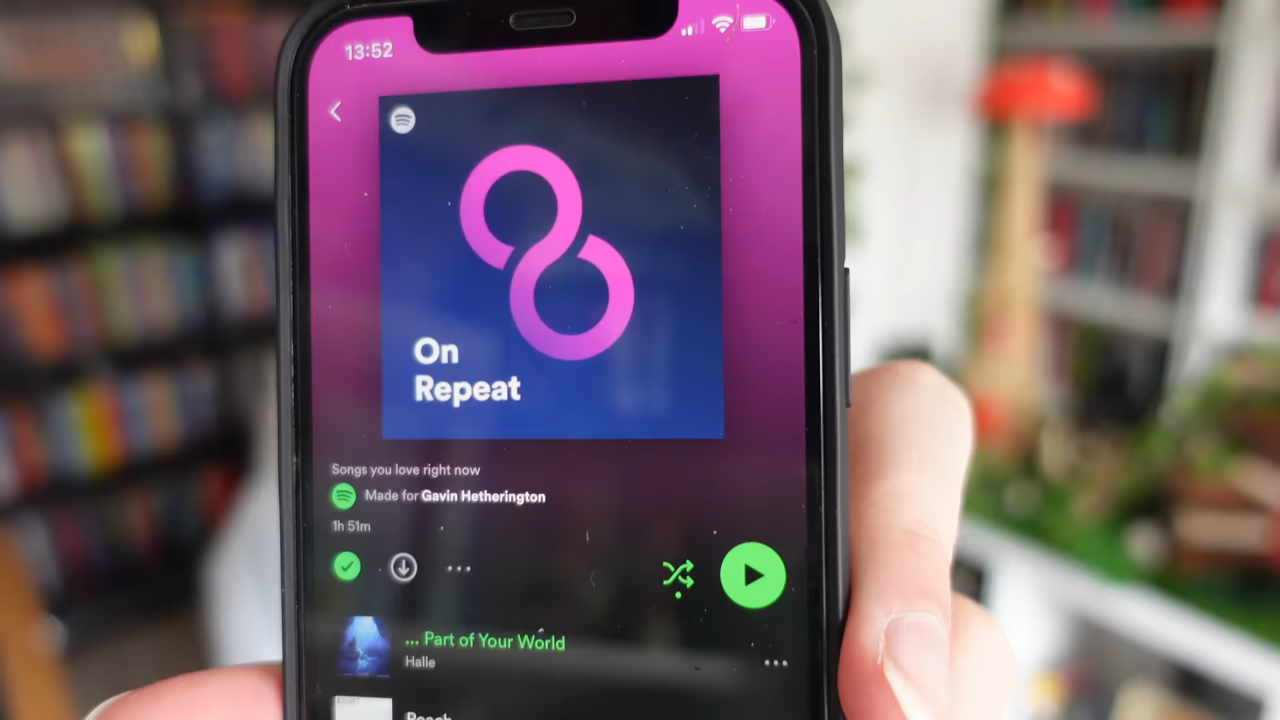 13:52
On
Repeat
Songs you love right now
Made for Gavin Hetherington
1h 51m
... Part of Your World
Halle